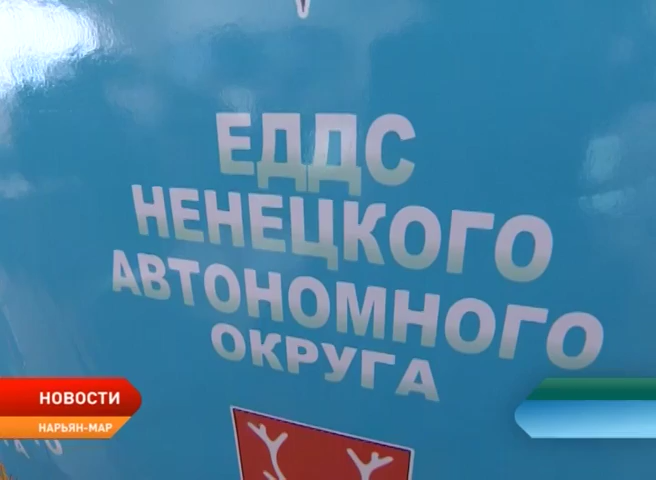 ЕДДС
НЕНЕЦКОГО
АВТОНОМНОГО
ОКРУГА
НОВОСТИ
НАРЬЯН-МАР